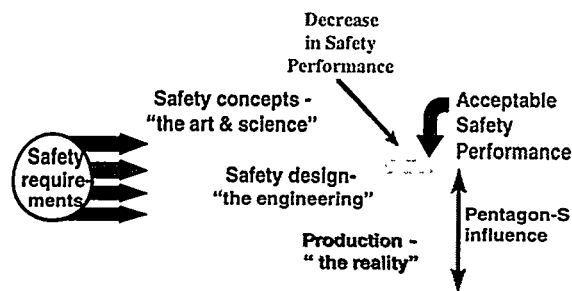 Decrease
in Safety
Performance
Safety concepts -
“the art & science”
Acceptable
Safety
Performance
Safety
require-
ments
Safety design-
“the engineering”
Pentagon-S
influence
Production -
“ the reality”